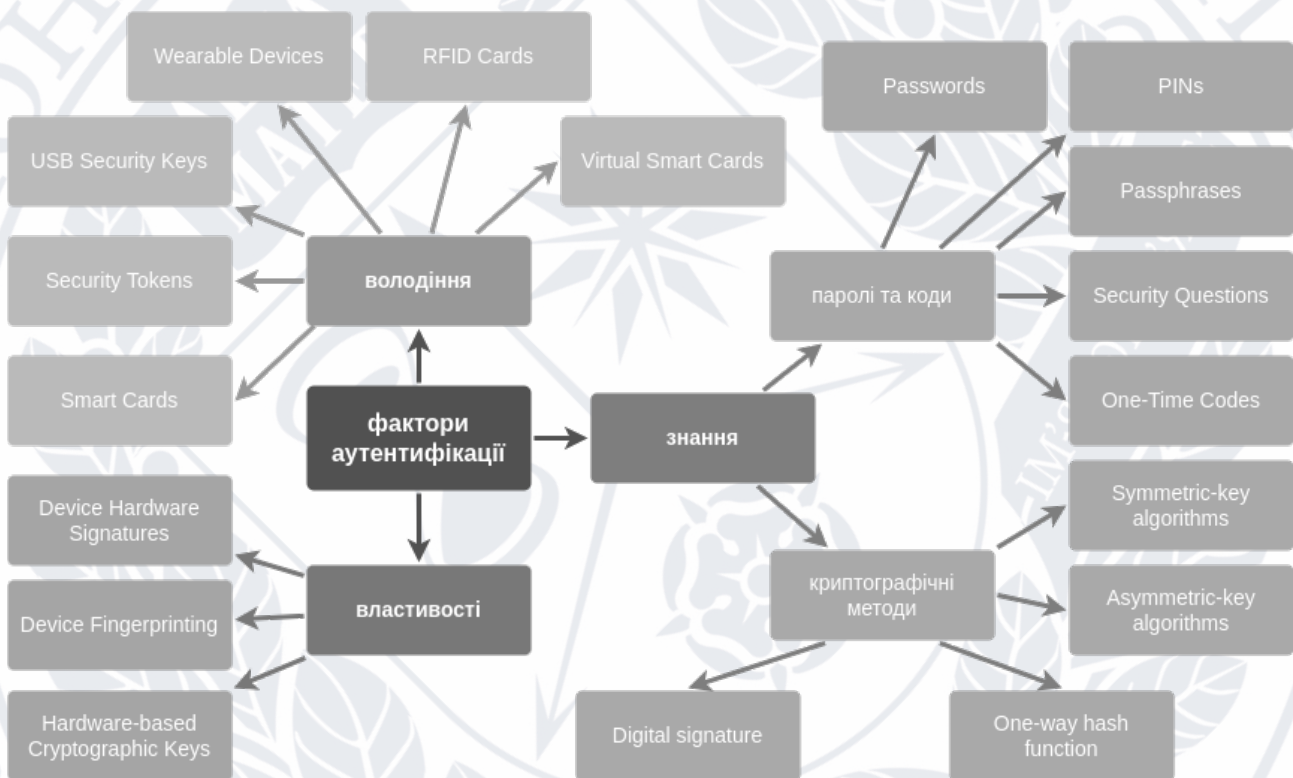 Wearable Devices
RFID Cards
Passwords
PINs
USB Security Keys
Virtual Smart Cards
Passphrases
Security Tokens
володіння
паролі та коди
Security Questions
Smart Cards
фактори
аутентифікації
знання
One-Time Codes
Device Hardware
Signatures
Symmetric-key
algorithms
Device Fingerprinting
властивості
криптографічні
методи
Asymmetric-key
algorithms
Hardware-based
Cryptographic Keys
Digital signature
One-way hash
function